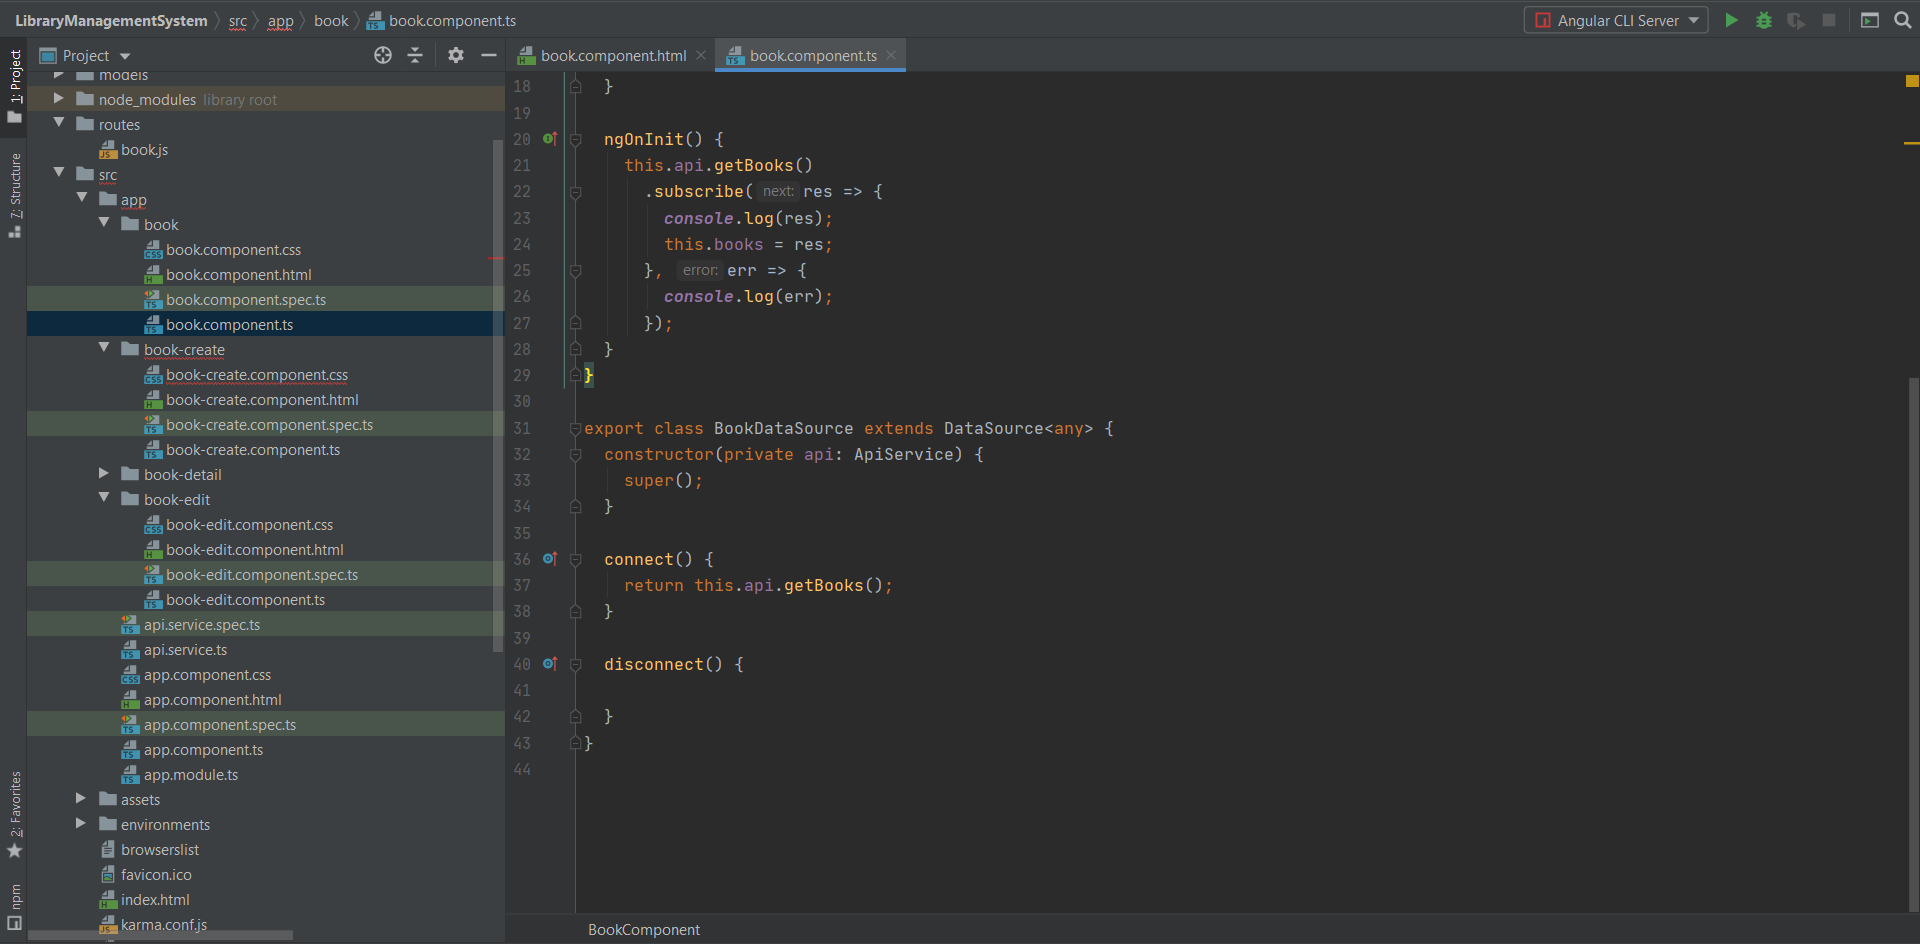 LibraryManagementSystem src app book book.component.ts
Angular CLI Server
1: Project
7: Structure
2: Favorites
npm
Project
models
node_modules library root
routes
book.js
src
app
book
book.component.css
book.component.html
book.component.spec.ts
book.component.ts
book-create
book-create.component.css
book-create.component.html
book-create.component.spec.ts
book-create.component.ts
book-detail
book-edit
book-edit.component.css
book-edit.component.html
book-edit.component.spec.ts
book-edit.component.ts
api.service.spec.ts
api.service.ts
app.component.css
app.component.html
app.component.spec.ts
app.component.ts
app.module.ts
assets
environments
browserslist
favicon.ico
index.html
karma.conf.js
book.component.html book.component.ts
18 }
19
20 ngOnInit() {
21 this.api.getBooks()
22 .subscribe( next: res => {
23 console.log(res);
24 this.books = res;
25 }, error: err => {
26 console.log(err);
27 });
28 }
29 }
30
31 export class BookDataSource extends DataSource<any> {
32 constructor(private api: ApiService) {
33 super();
34 }
35
36 connect() {
37 return this.api.getBooks();
38 }
39
40 disconnect() {
41
42 }
43 }
44
BookComponent